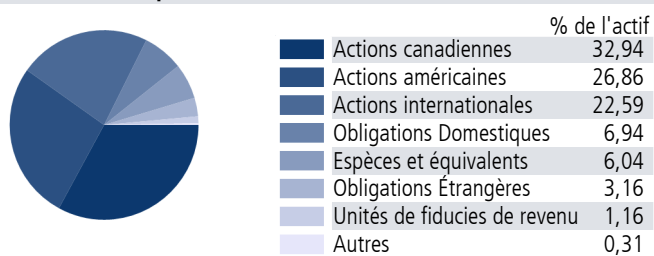 % de l'actif
Actions canadiennes 32,94
Actions américaines 26,86
Actions internationales 22,59
Obligations Domestiques 6,94
Espèces et équivalents 6,04
Obligations Étrangères 3,16
Unités de fiducies de revenu 1,16
Autres 0,31